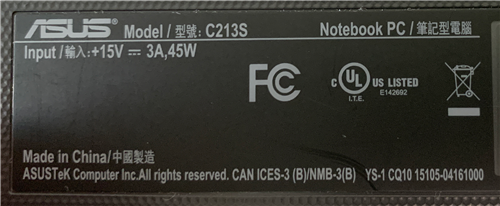 ASUS Model / 型號: C213S Notebook PC / 筆記型電腦
Input / 輸入: +15V ⎓ 3A,45W
FC
c UL US LISTED
I.T.E. E142692
Made in China/中國製造
ASUSTeK Computer Inc.All rights reserved. CAN ICES-3 (B)/NMB-3(B) YS-1 CQ10 15105-04161000